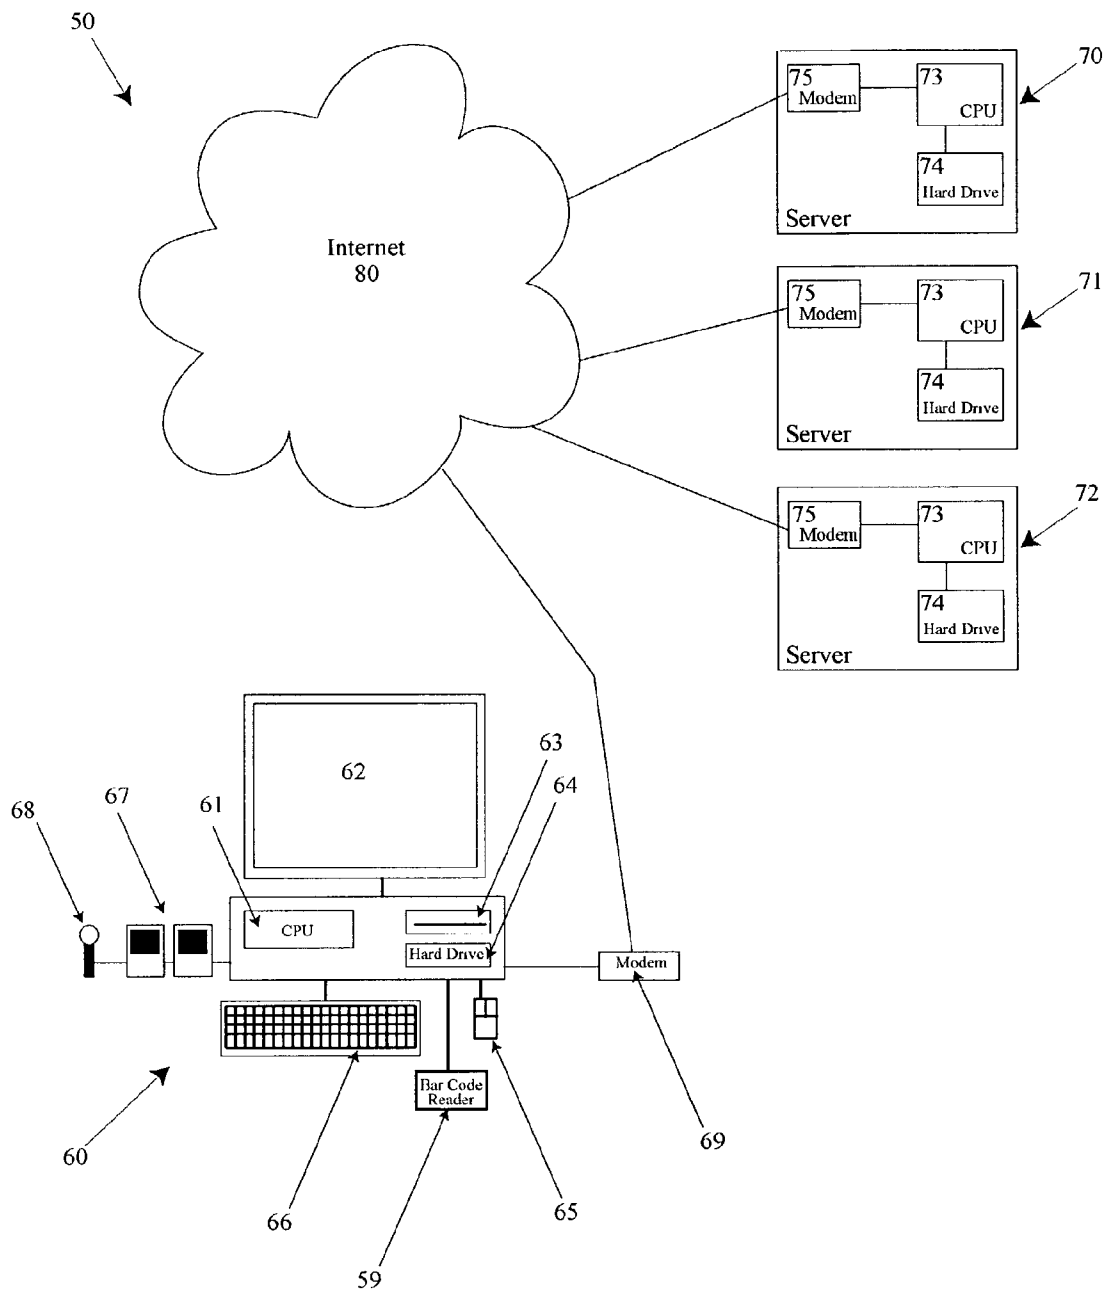 50
Internet
80
70
75
Modem
73
CPU
74
Hard Drive
Server
71
75
Modem
73
CPU
74
Hard Drive
Server
72
75
Modem
73
CPU
74
Hard Drive
Server
62
63
64
61
67
68
CPU
Hard Drive
Modem
Bar Code
Reader
60
66
59
65
69